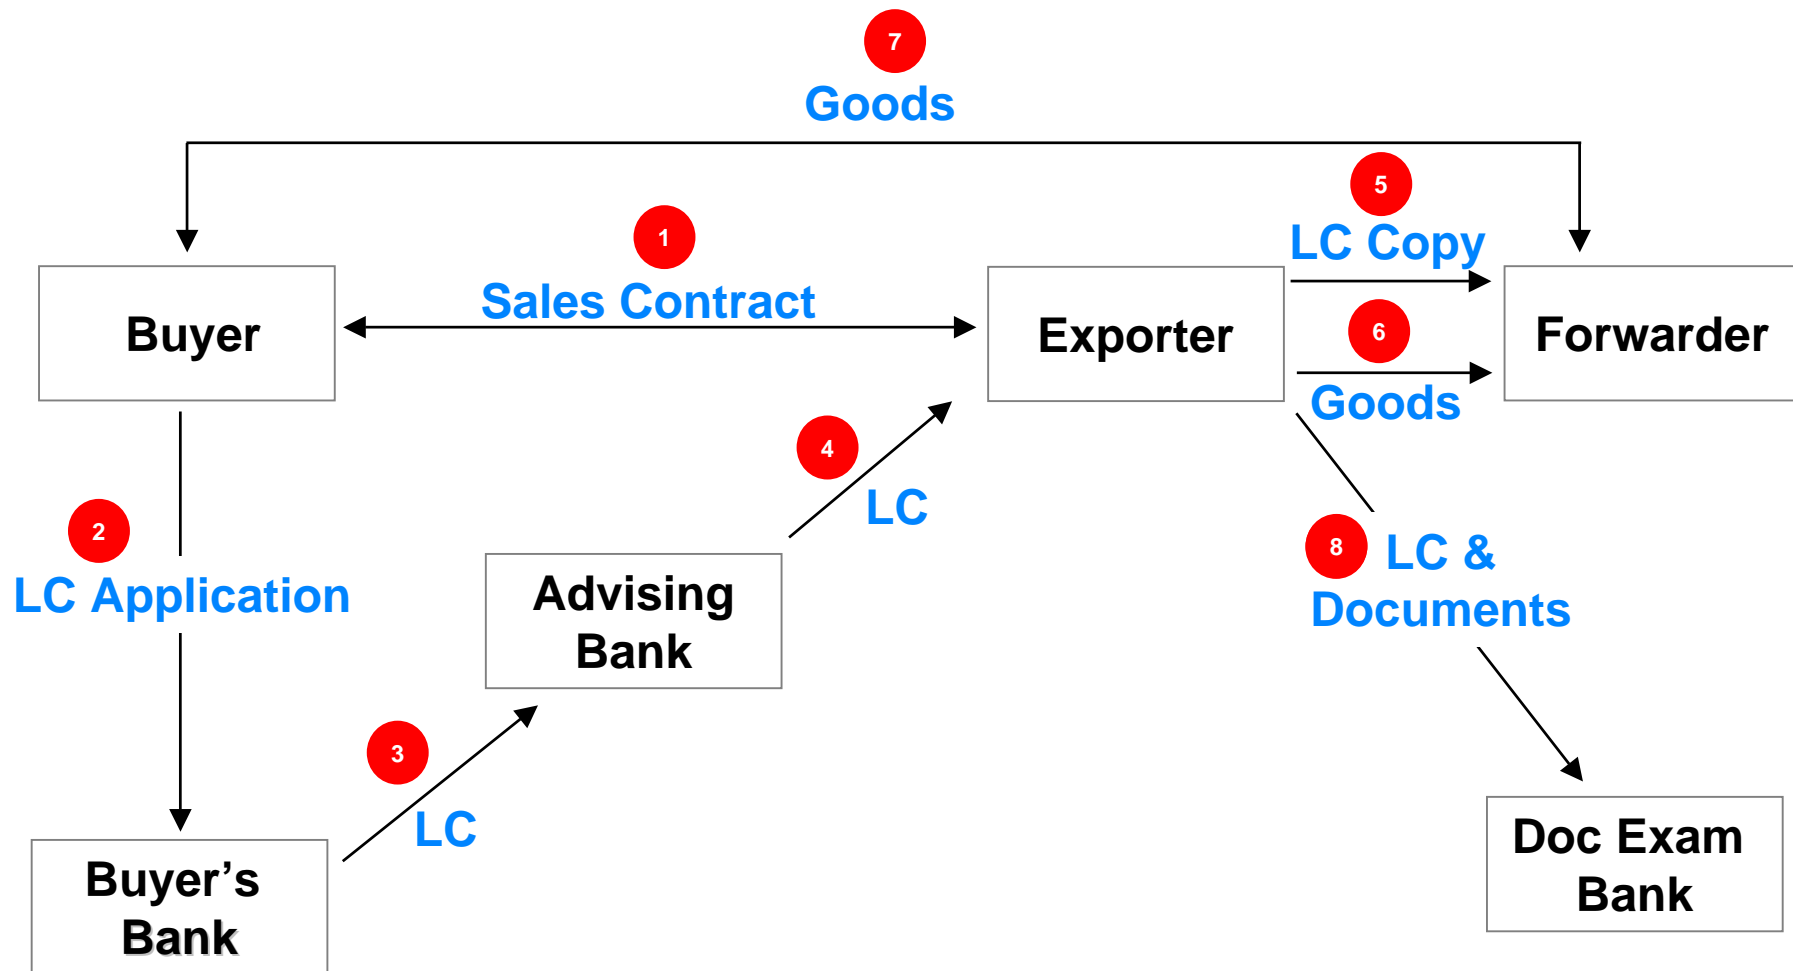 7
Goods
5
LC Copy
1
Sales Contract
Buyer
Exporter
Forwarder
6
Goods
4
LC
2
LC Application
8
LC &
Documents
Advising
Bank
3
LC
Buyer’s
Bank
Doc Exam
Bank